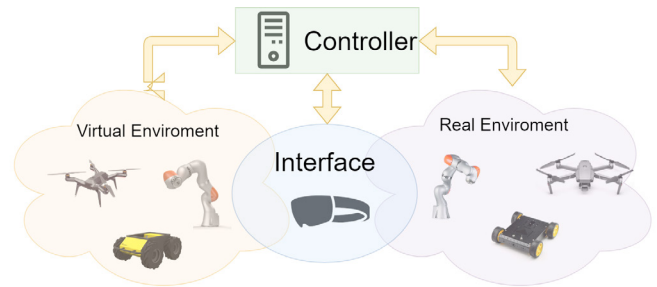 Controller
Virtual Enviroment
Real Enviroment
Interface